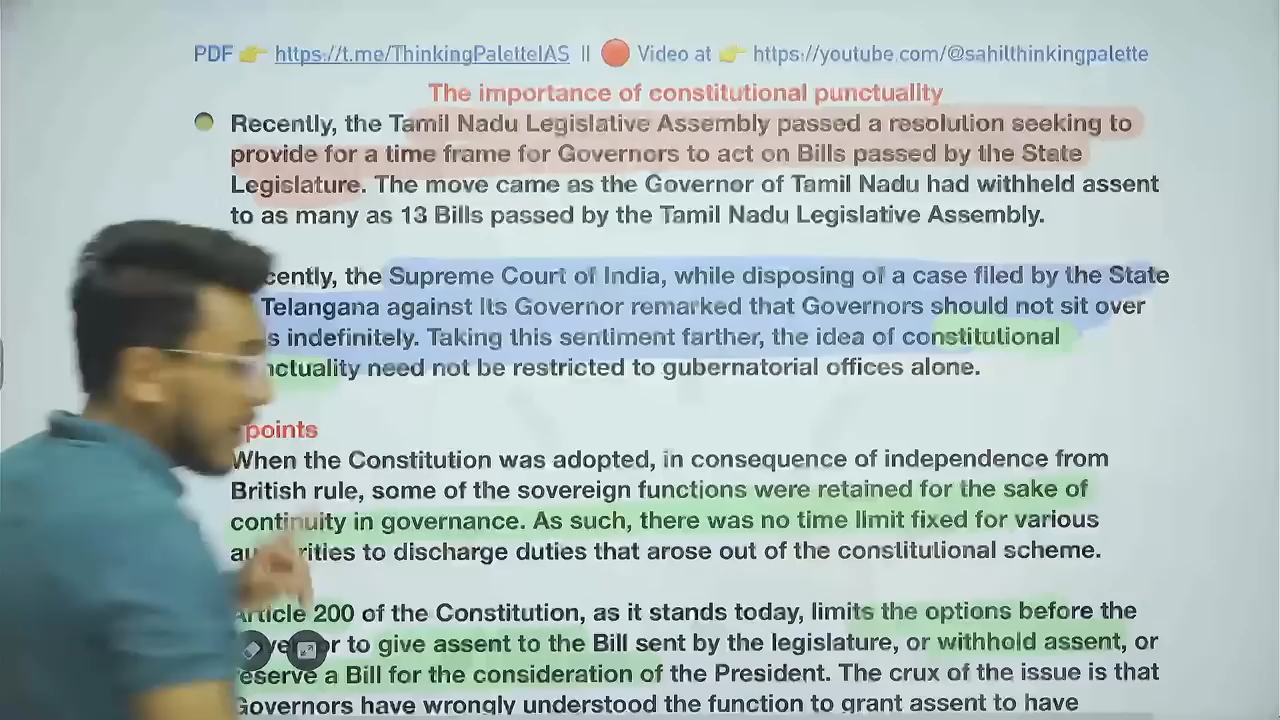 PDF 👉 https://t.me/ThinkingPaletteIAS || 🔴 Video at 👉 https://youtube.com/@sahilthinkingpalette
The importance of constitutional punctuality
Recently, the Tamil Nadu Legislative Assembly passed a resolution seeking to
provide for a time frame for Governors to act on Bills passed by the State
Legislature. The move came as the Governor of Tamil Nadu had withheld assent
to as many as 13 Bills passed by the Tamil Nadu Legislative Assembly.
cently, the Supreme Court of India, while disposing of a case filed by the State
Telangana against its Governor remarked that Governors should not sit over
s indefinitely. Taking this sentiment farther, the idea of constitutional
nctuality need not be restricted to gubernatorial offices alone.
points
When the Constitution was adopted, in consequence of independence from
British rule, some of the sovereign functions were retained for the sake of
continuity in governance. As such, there was no time limit fixed for various
au rities to discharge duties that arose out of the constitutional scheme.
Article 200 of the Constitution, as it stands today, limits the options before the
ve r to give assent to the Bill sent by the legislature, or withhold assent, or
eserve a Bill for the consideration of the President. The crux of the issue is that
Governors have wrongly understood the function to grant assent to have